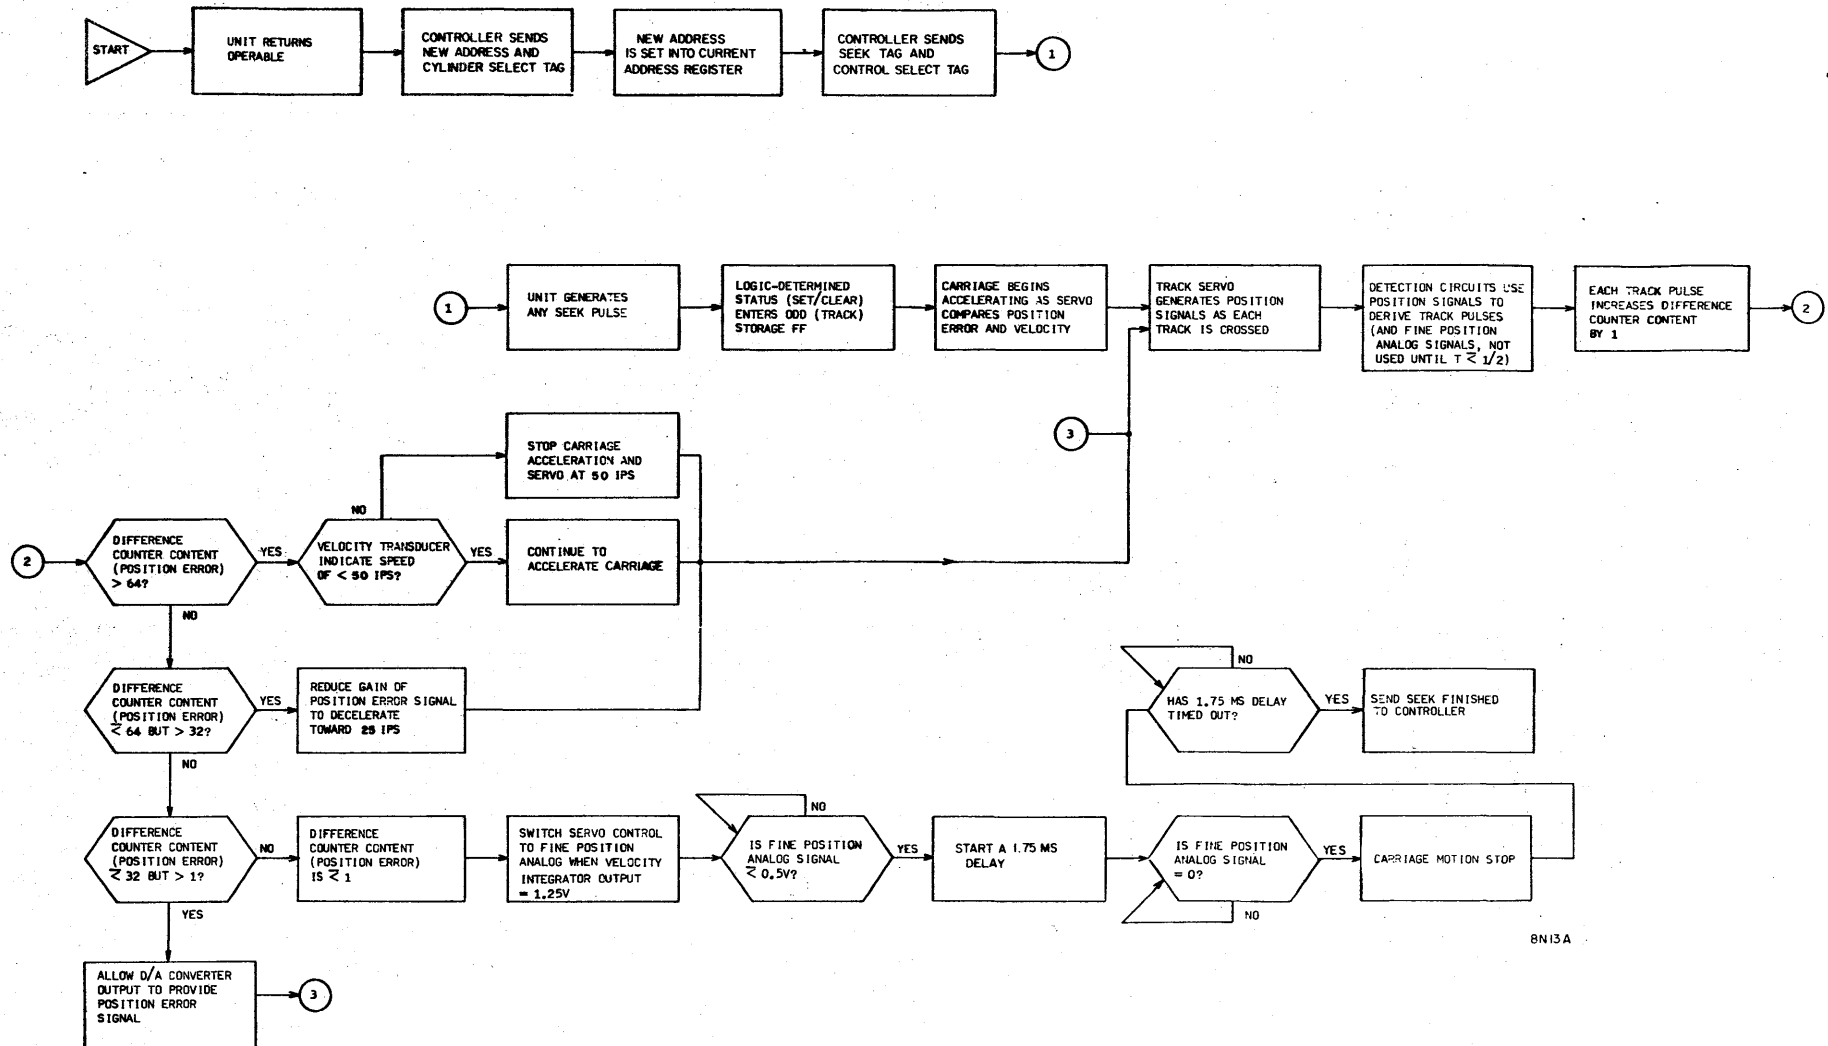 START
UNIT RETURNS
OPERABLE
CONTROLLER SENDS
NEW ADDRESS AND
CYLINDER SELECT TAG
NEW ADDRESS
IS SET INTO CURRENT
ADDRESS REGISTER
CONTROLLER SENDS
SEEK TAG AND
CONTROL SELECT TAG
1
1
UNIT GENERATES
ANY SEEK PULSE
LOGIC-DETERMINED
STATUS (SET/CLEAR)
ENTERS ODD (TRACK)
STORAGE FF
CARRIAGE BEGINS
ACCELERATING AS SERVO
COMPARES POSITION
ERROR AND VELOCITY
TRACK SERVO
GENERATES POSITION
SIGNALS AS EACH
TRACK IS CROSSED
DETECTION CIRCUITS USE
POSITION SIGNALS TO
DERIVE TRACK PULSES
(AND FINE POSITION
ANALOG SIGNALS, NOT
USED UNTIL T ≤ 1/2)
EACH TRACK PULSE
INCREASES DIFFERENCE
COUNTER CONTENT
BY 1
2
3
STOP CARRIAGE
ACCELERATION AND
SERVO AT 50 IPS
2
DIFFERENCE
COUNTER CONTENT
(POSITION ERROR)
> 64?
YES
NO
VELOCITY TRANSDUCER
INDICATE SPEED
OF < 50 IPS?
NO
YES
CONTINUE TO
ACCELERATE CARRIAGE
DIFFERENCE
COUNTER CONTENT
(POSITION ERROR)
≤ 64 BUT > 32?
YES
NO
REDUCE GAIN OF
POSITION ERROR SIGNAL
TO DECELERATE
TOWARD 25 IPS
DIFFERENCE
COUNTER CONTENT
(POSITION ERROR)
≤ 32 BUT > 1?
NO
YES
DIFFERENCE
COUNTER CONTENT
(POSITION ERROR)
IS ≤ 1
SWITCH SERVO CONTROL
TO FINE POSITION
ANALOG WHEN VELOCITY
INTEGRATOR OUTPUT
= 1.25V
NO
IS FINE POSITION
ANALOG SIGNAL
≤ 0.5V?
YES
START A 1.75 MS
DELAY
IS FINE POSITION
ANALOG SIGNAL
= 0?
YES
NO
CARRIAGE MOTION STOP
NO
HAS 1.75 MS DELAY
TIMED OUT?
YES
SEND SEEK FINISHED
TO CONTROLLER
ALLOW D/A CONVERTER
OUTPUT TO PROVIDE
POSITION ERROR
SIGNAL
3
8N13A